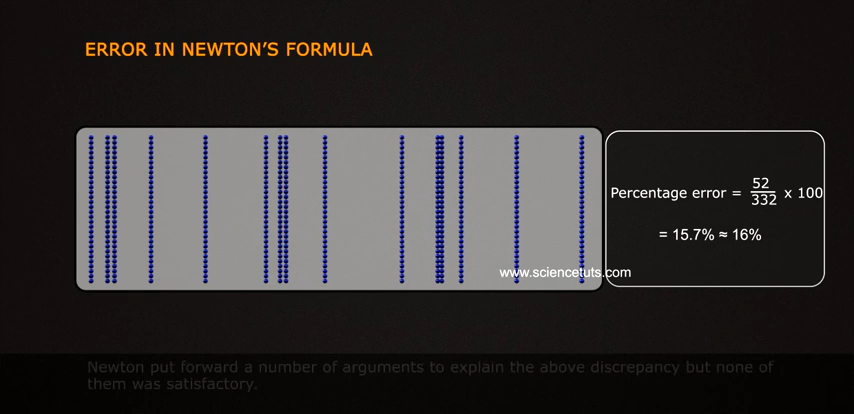 ERROR IN NEWTON'S FORMULA
Percentage error = 52/332 x 100
= 15.7% ≈ 16%
www.sciencetuts.com
Newton put forward a number of arguments to explain the above discrepancy but none of
them was satisfactory.